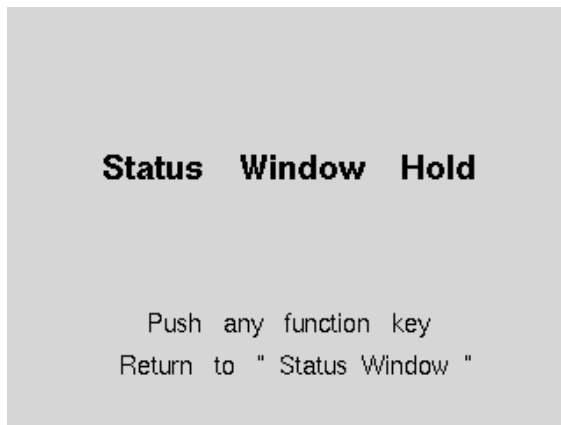 Status Window Hold
Push any function key
Return to " Status Window "